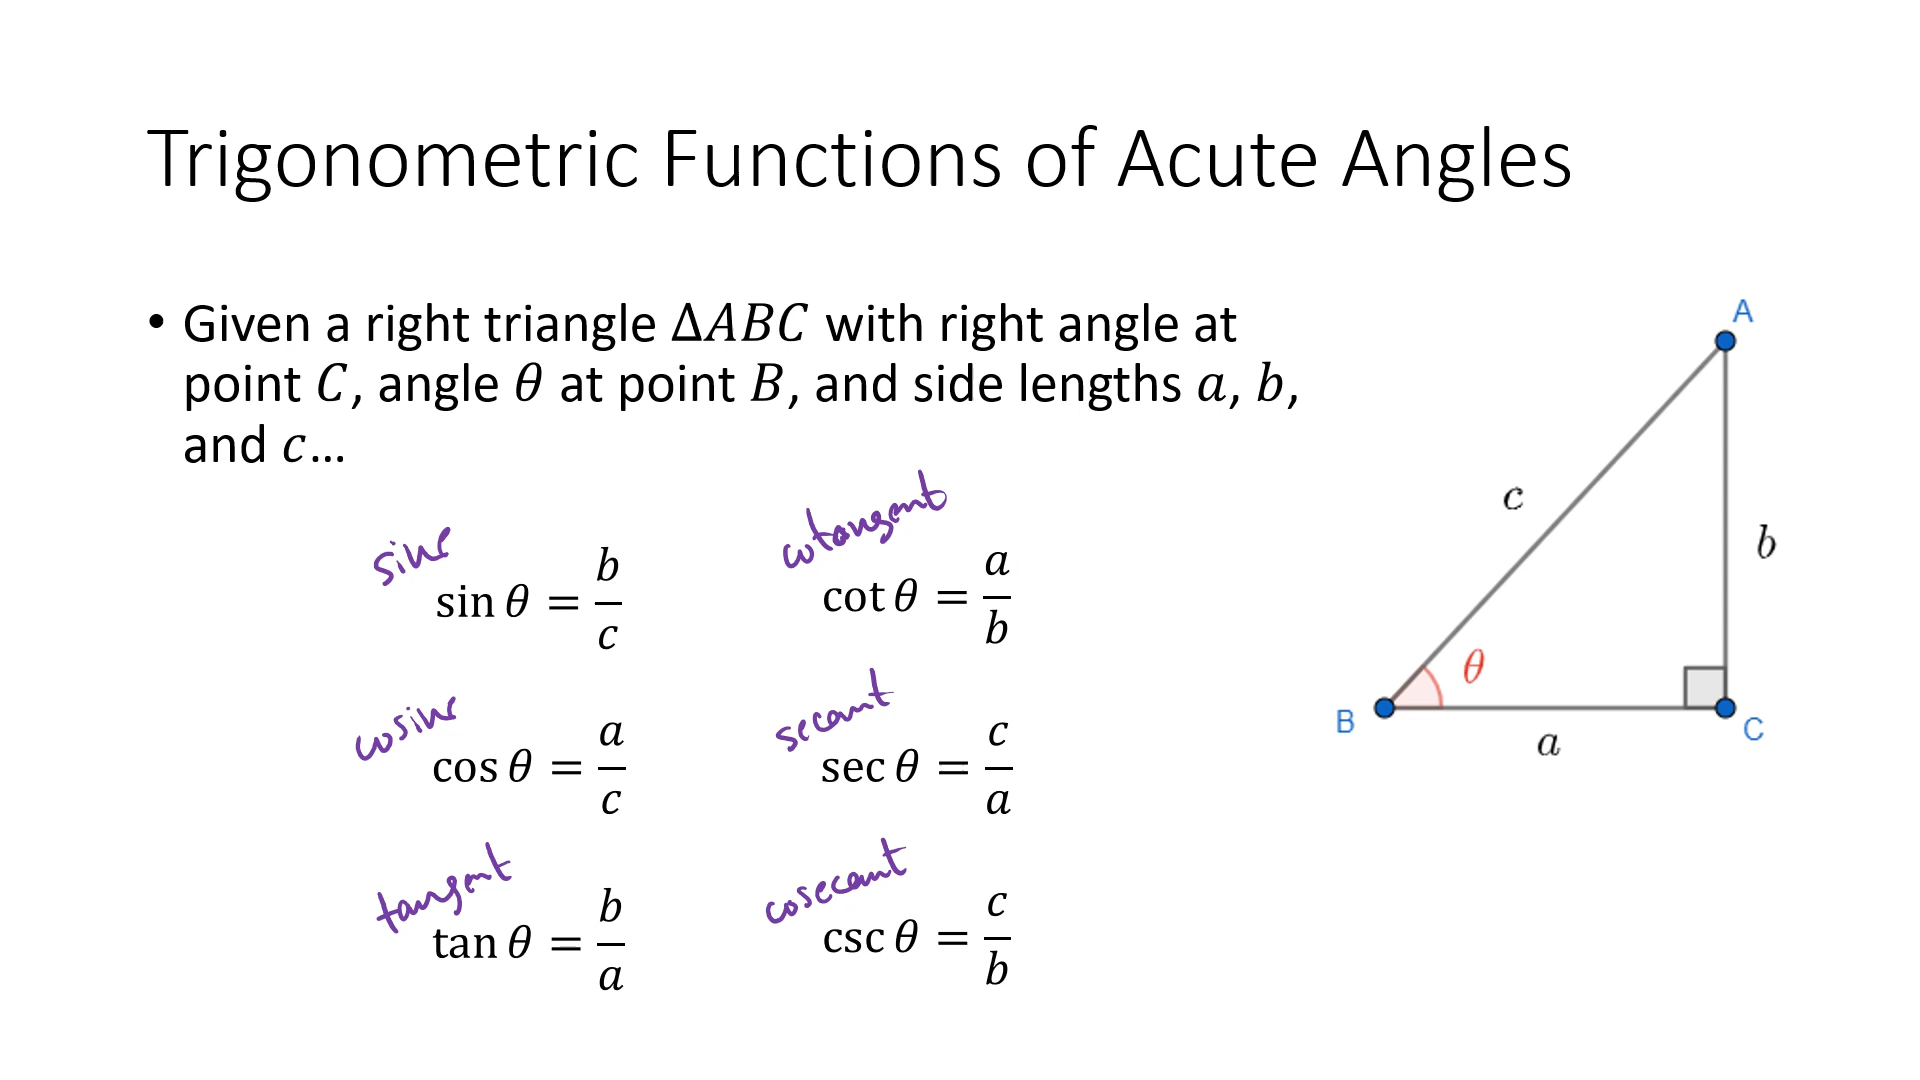 Trigonometric Functions of Acute Angles
• Given a right triangle Δ𝐴𝐵𝐶 with right angle at
point 𝐶, angle 𝜃 at point 𝐵, and side lengths 𝑎, 𝑏,
and 𝑐…
sine
sin 𝜃 = b/c
cosine
cos 𝜃 = a/c
tangent
tan 𝜃 = b/a
cotangent
cot 𝜃 = a/b
secant
sec 𝜃 = c/a
cosecant
csc 𝜃 = c/b
A
c
b
θ
B
a
C